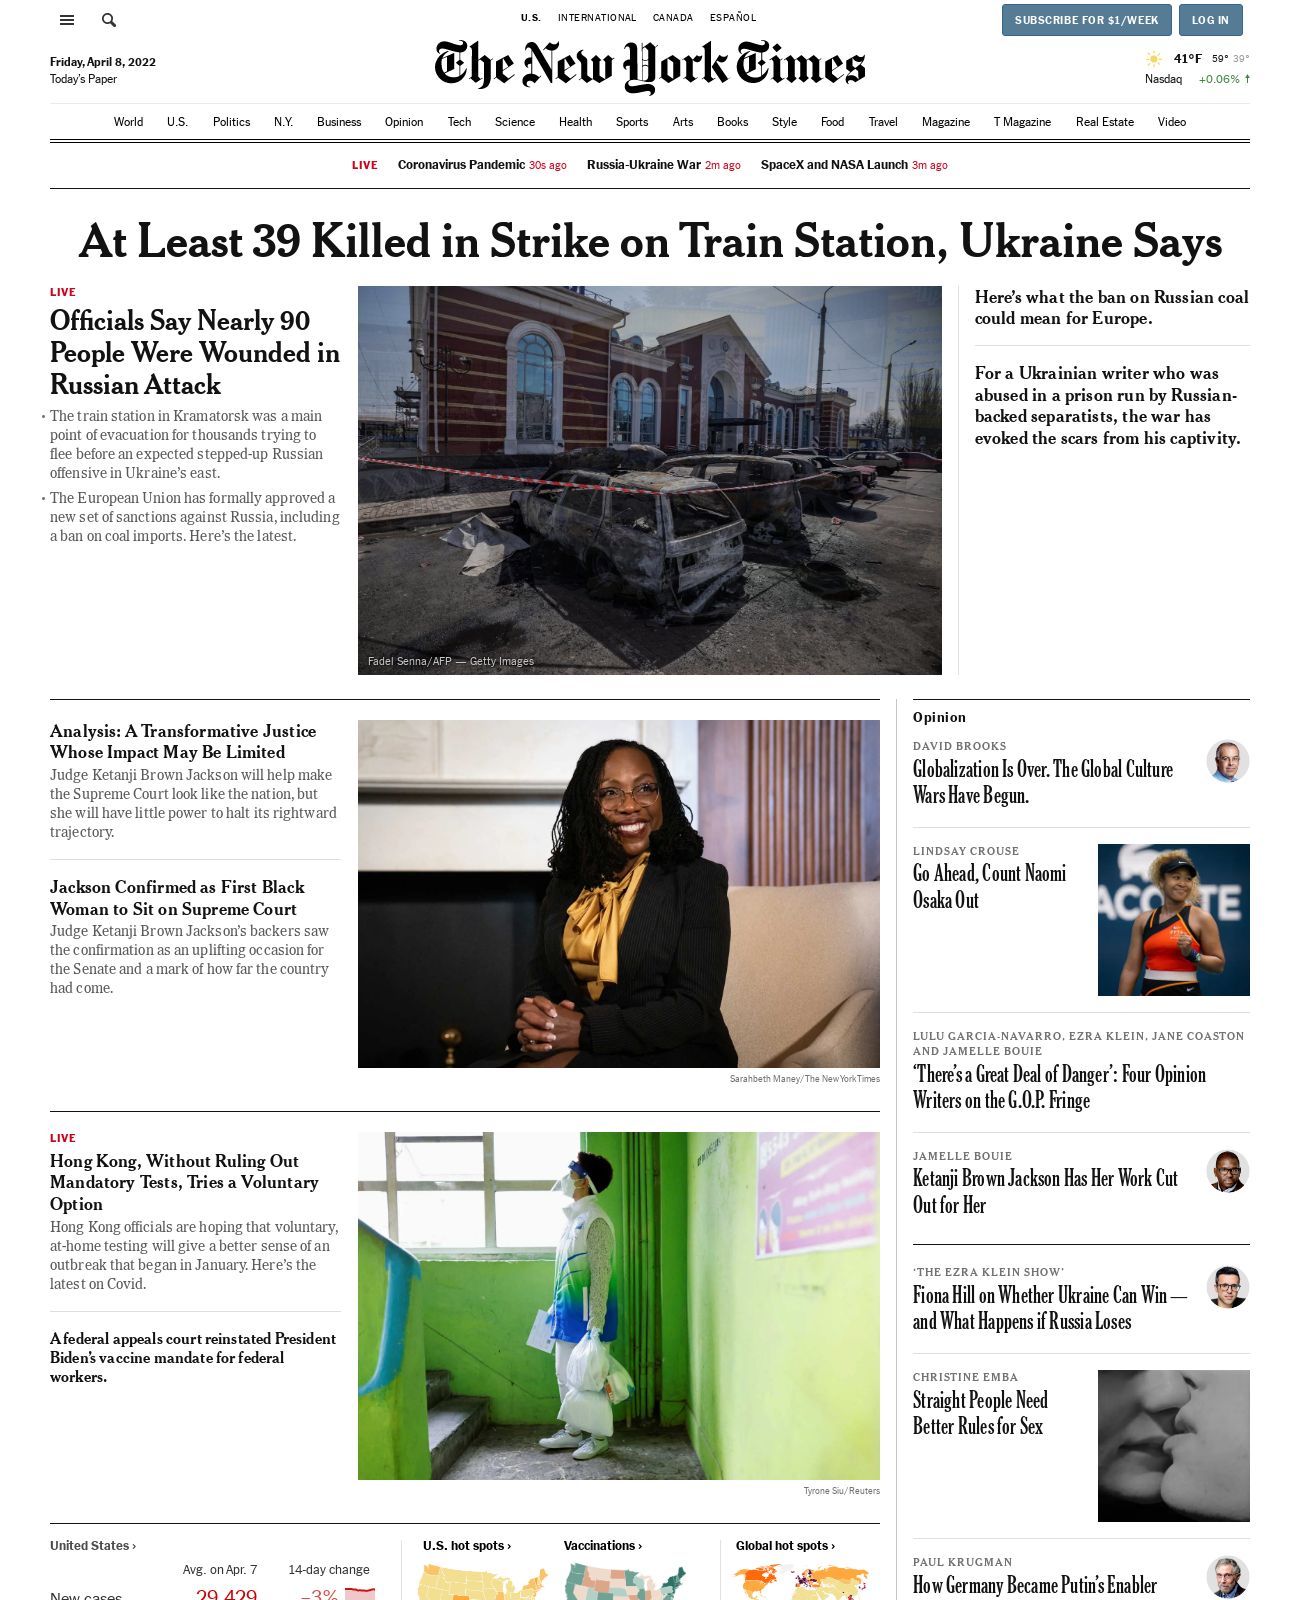 U.S. INTERNATIONAL CANADA ESPAÑOL
SUBSCRIBE FOR $1/WEEK LOG IN
Friday, April 8, 2022
Today's Paper
The New York Times
41°F 59° 39°
Nasdaq +0.06% ↑
World U.S. Politics N.Y. Business Opinion Tech Science Health Sports Arts Books Style Food Travel Magazine T Magazine Real Estate Video
LIVE Coronavirus Pandemic 30s ago Russia-Ukraine War 2m ago SpaceX and NASA Launch 3m ago
At Least 39 Killed in Strike on Train Station, Ukraine Says
LIVE
Officials Say Nearly 90
People Were Wounded in
Russian Attack
• The train station in Kramatorsk was a main
point of evacuation for thousands trying to
flee before an expected stepped-up Russian
offensive in Ukraine's east.
• The European Union has formally approved a
new set of sanctions against Russia, including
a ban on coal imports. Here's the latest.
Fadel Senna/AFP — Getty Images
Here's what the ban on Russian coal
could mean for Europe.
For a Ukrainian writer who was
abused in a prison run by Russian-
backed separatists, the war has
evoked the scars from his captivity.
Analysis: A Transformative Justice
Whose Impact May Be Limited
Judge Ketanji Brown Jackson will help make
the Supreme Court look like the nation, but
she will have little power to halt its rightward
trajectory.
Jackson Confirmed as First Black
Woman to Sit on Supreme Court
Judge Ketanji Brown Jackson's backers saw
the confirmation as an uplifting occasion for
the Senate and a mark of how far the country
had come.
Sarahbeth Maney/The New York Times
LIVE
Hong Kong, Without Ruling Out
Mandatory Tests, Tries a Voluntary
Option
Hong Kong officials are hoping that voluntary,
at-home testing will give a better sense of an
outbreak that began in January. Here's the
latest on Covid.
A federal appeals court reinstated President
Biden's vaccine mandate for federal
workers.
Tyrone Siu/Reuters
Opinion
DAVID BROOKS
Globalization Is Over. The Global Culture
Wars Have Begun.
LINDSAY CROUSE
Go Ahead, Count Naomi
Osaka Out
LACOSTE
LULU GARCIA-NAVARRO, EZRA KLEIN, JANE COASTON
AND JAMELLE BOUIE
‘There's a Great Deal of Danger’: Four Opinion
Writers on the G.O.P. Fringe
JAMELLE BOUIE
Ketanji Brown Jackson Has Her Work Cut
Out for Her
‘THE EZRA KLEIN SHOW’
Fiona Hill on Whether Ukraine Can Win —
and What Happens if Russia Loses
CHRISTINE EMBA
Straight People Need
Better Rules for Sex
PAUL KRUGMAN
How Germany Became Putin's Enabler
United States ›
Avg. on Apr. 7 14-day change
New cases 29,429 –3%
U.S. hot spots › Vaccinations › Global hot spots ›